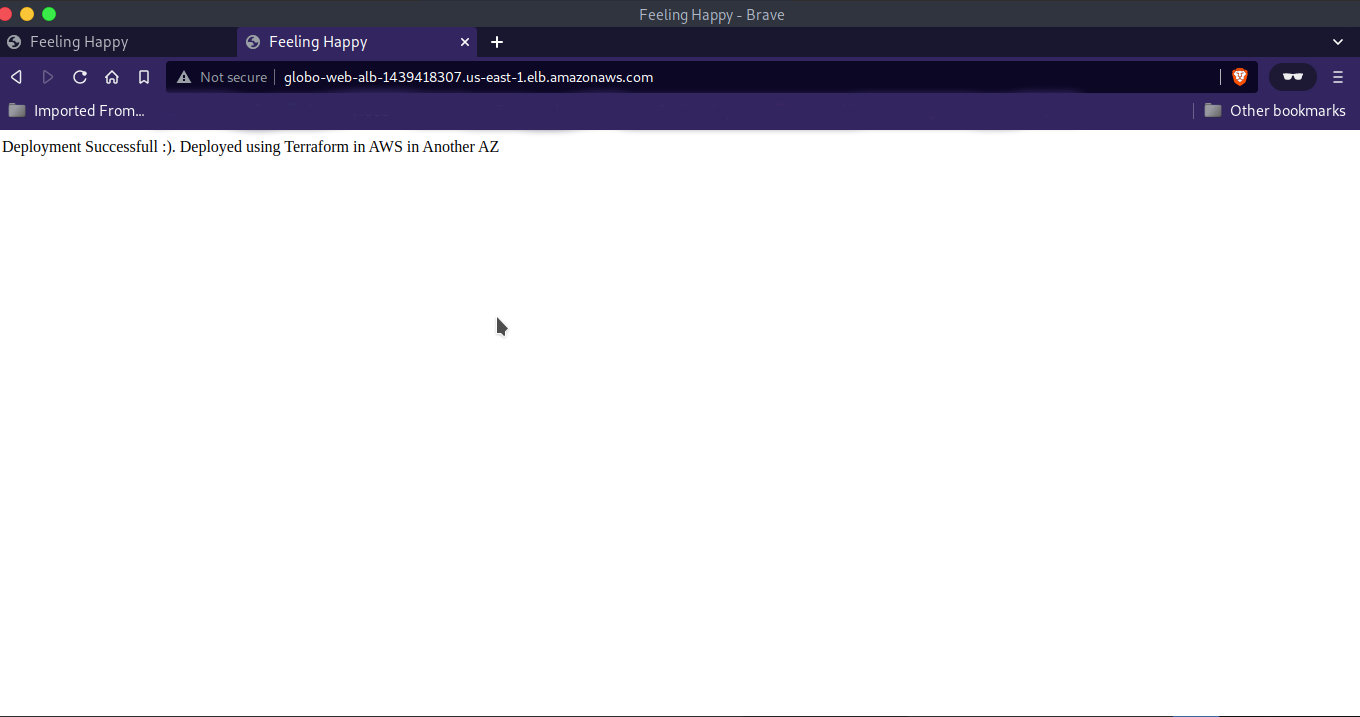 Feeling Happy - Brave
Feeling Happy
Feeling Happy
Not secure
globo-web-alb-1439418307.us-east-1.elb.amazonaws.com
Imported From...
Other bookmarks
Deployment Successfull :). Deployed using Terraform in AWS in Another AZ